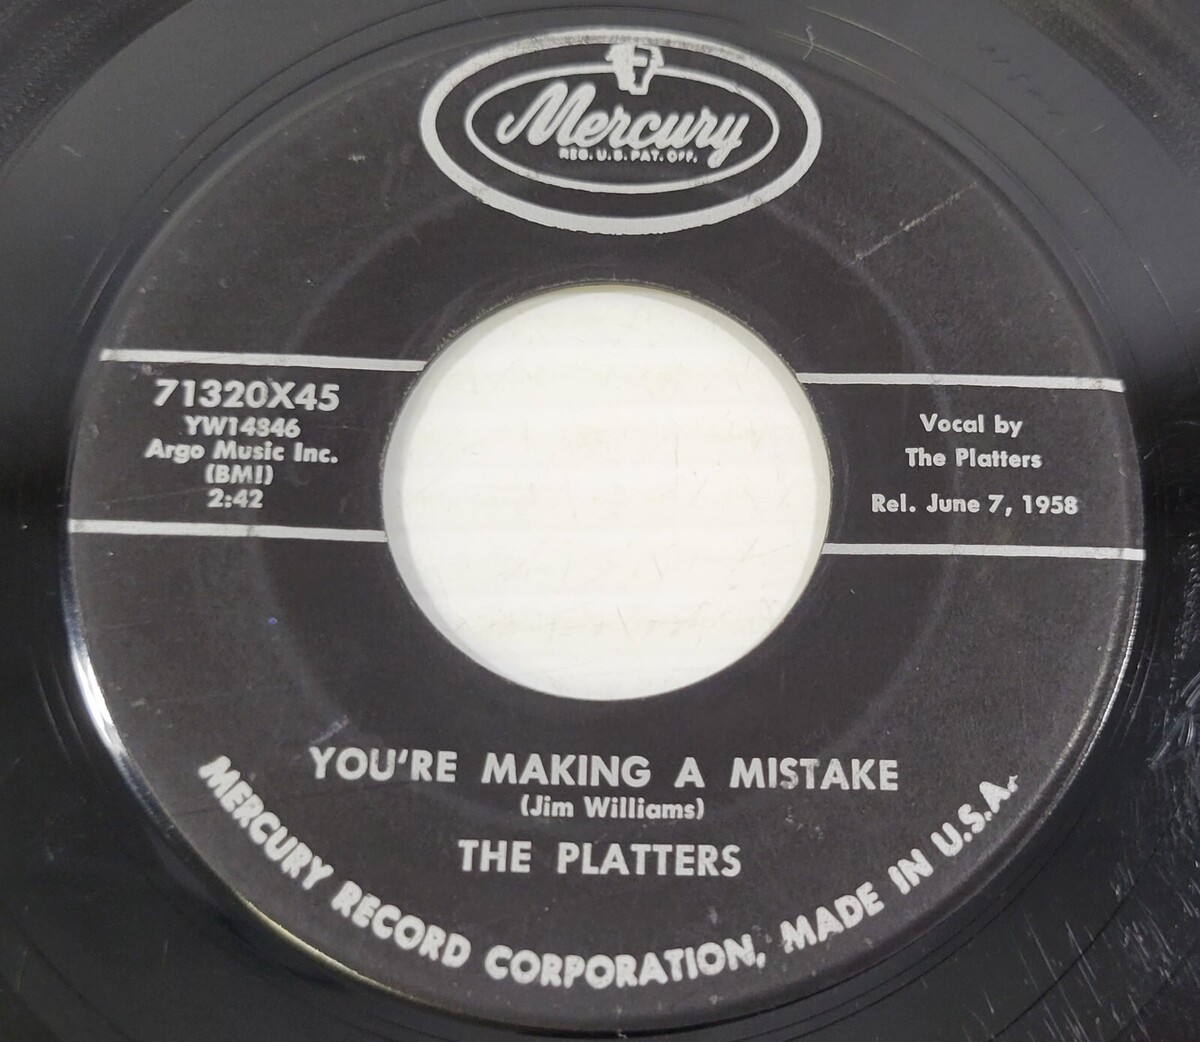 Mercury
REG. U.S. PAT. OFF.
71320X45
YW14346
Argo Music Inc.
(BMI)
2:42
Vocal by
The Platters
Rel. June 7, 1958
YOU'RE MAKING A MISTAKE
(Jim Williams)
THE PLATTERS
MERCURY RECORD CORPORATION, MADE IN U.S.A.